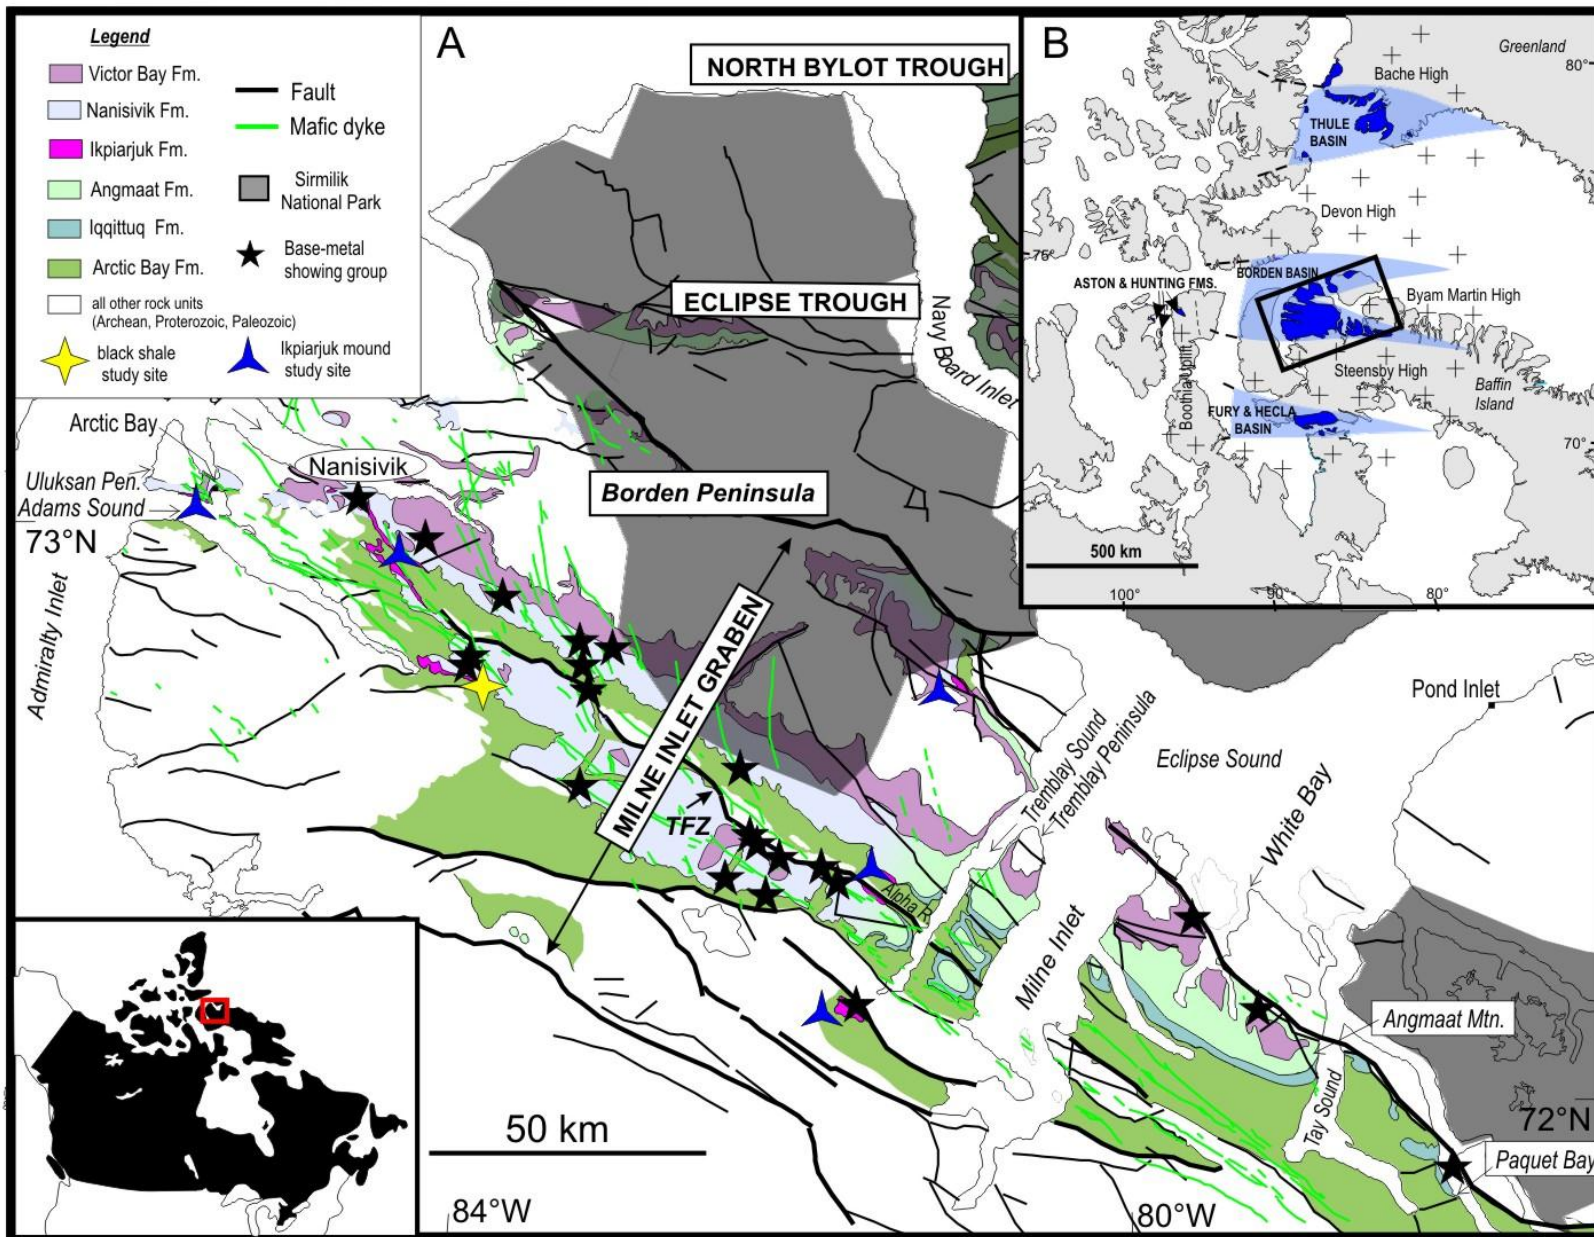 Legend
Victor Bay Fm.
Nanisivik Fm.
Ikpiarjuk Fm.
Angmaat Fm.
Iqqittuq Fm.
Arctic Bay Fm.
all other rock units
(Archean, Proterozoic, Paleozoic)
black shale
study site
Fault
Mafic dyke
Sirmilik
National Park
Base-metal
showing group
Ikpiarjuk mound
study site
A
NORTH BYLOT TROUGH
ECLIPSE TROUGH
Navy Board Inlet
Arctic Bay
Nanisivik
Uluksan Pen.
Adams Sound
73°N
Borden Peninsula
Admiralty Inlet
MILNE INLET GRABEN
TFZ
Alpha R.
Tremblay Sound
Tremblay Peninsula
Eclipse Sound
Pond Inlet
White Bay
Milne Inlet
Angmaat Mtn.
Tay Sound
72°N
Paquet Bay
50 km
84°W
80°W
B
Greenland
80°
Bache High
THULE
BASIN
Devon High
75°
BORDEN BASIN
ASTON & HUNTING FMS.
Byam Martin High
Boothia Uplift
Steensby High
Baffin
Island
FURY & HECLA
BASIN
70°
500 km
100°
90°
80°